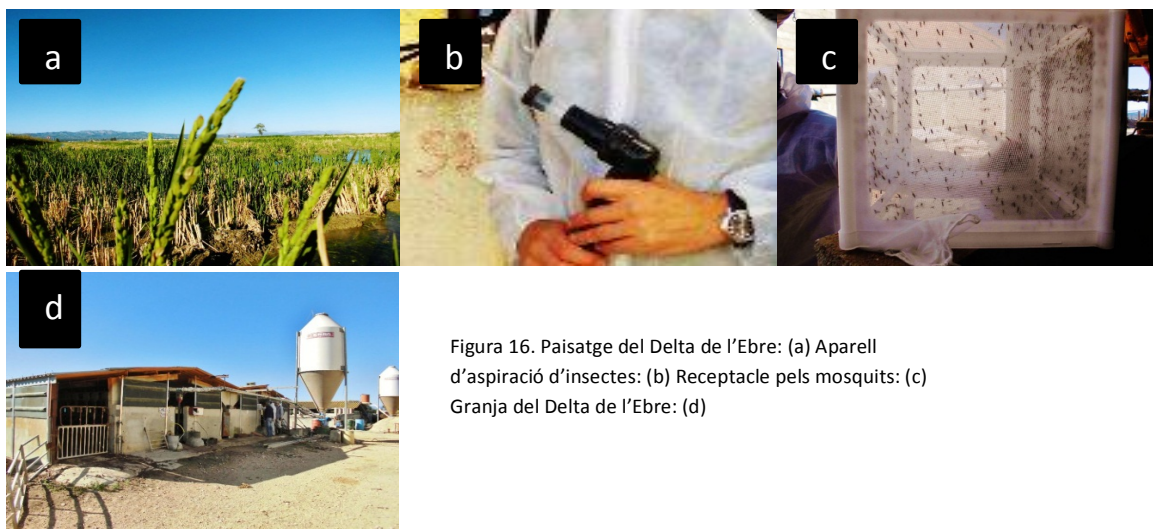 a
b
c
d
Figura 16. Paisatge del Delta de l’Ebre: (a) Aparell
d’aspiració d’insectes: (b) Receptacle pels mosquits: (c)
Granja del Delta de l’Ebre: (d)